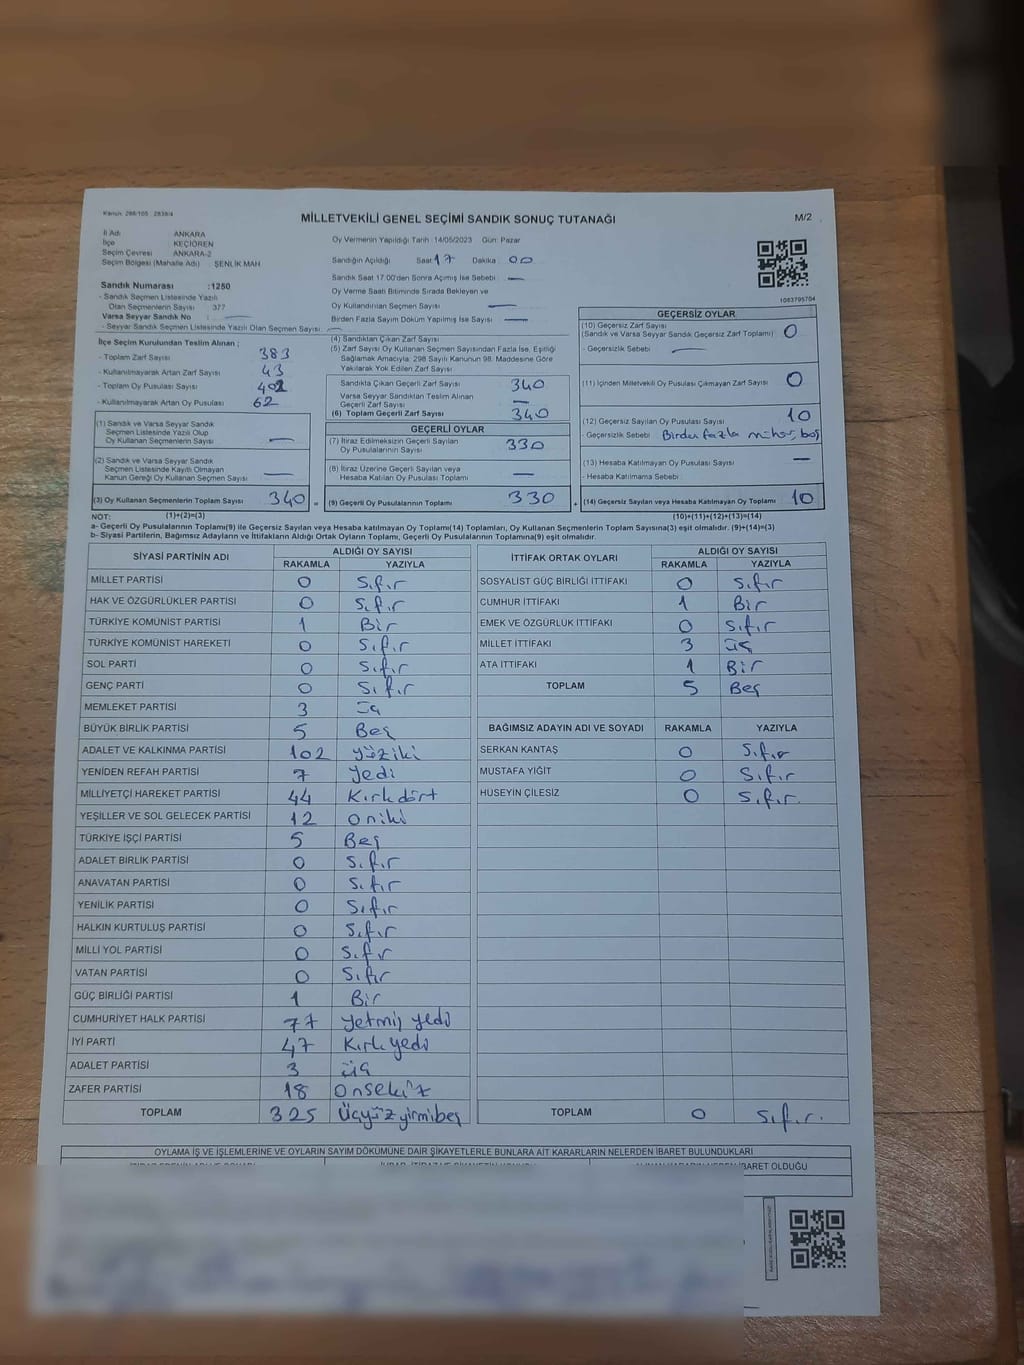 Kanun: 298/105 : 2839/4
MİLLETVEKİLİ GENEL SEÇİMİ SANDIK SONUÇ TUTANAĞI
M/2
İl Adı : ANKARA
İlçe : KEÇİÖREN
Seçim Çevresi : ANKARA-2
Seçim Bölgesi (Mahalle Adı) : ŞENLİK MAH
Sandık Numarası :1250
- Sandık Seçmen Listesinde Yazılı
Olan Seçmenlerin Sayısı : 377
Varsa Seyyar Sandık No :
- Seyyar Sandık Seçmen Listesinde Yazılı Olan Seçmen Sayısı:
Oy Vermenin Yapıldığı Tarih :14/05/2023 Gün: Pazar
Sandığın Açıldığı Saat 17 Dakika : 00
Sandık Saat 17:00'den Sonra Açımış İse Sebebi : —
Oy Verme Saati Bitiminde Sırada Bekleyen ve
Oy Kullandırılan Seçmen Sayısı : —
Birden Fazla Sayım Döküm Yapılmış İse Sayısı : —
1083795704
İlçe Seçim Kurulundan Teslim Alınan :
- Toplam Zarf Sayısı 383
- Kullanılmayarak Artan Zarf Sayısı : 43
- Toplam Oy Pusulası Sayısı
- Kullanılmayarak Artan Oy Pusulası : 62
(1) Sandık ve Varsa Seyyar Sandık
Seçmen Listesinde Yazılı Olup
Oy Kullanan Seçmenlerin Sayısı —
(2) Sandık ve Varsa Seyyar Sandık
Seçmen Listesinde Kayıtlı Olmayan
Kanun Gereği Oy Kullanan Seçmen Sayısı —
(3) Oy Kullanan Seçmenlerin Toplam Sayısı 340 =
(1)+(2)=(3)
(4) Sandıktan Çıkan Zarf Sayısı
(5) Zarf Sayısı Oy Kullanan Seçmen Sayısından Fazla İse, Eşitliği
Sağlamak Amacıyla; 298 Sayılı Kanunun 98. Maddesine Göre
Yakılarak Yok Edilen Zarf Sayısı
Sandıkta Çıkan Geçerli Zarf Sayısı 340
Varsa Seyyar Sandıktan Teslim Alınan
Geçerli Zarf Sayısı —
(6) Toplam Geçerli Zarf Sayısı 340
GEÇERLİ OYLAR
(7) İtiraz Edilmeksizin Geçerli Sayılan
Oy Pusulalarının Sayısı 330
(8) İtiraz Üzerine Geçerli Sayılan veya
Hesaba Katılan Oy Pusulası Toplamı —
(9) Geçerli Oy Pusulalarının Toplamı 330 +
GEÇERSİZ OYLAR
(10) Geçersiz Zarf Sayısı
(Sandık ve Varsa Seyyar Sandık Geçersiz Zarf Toplamı) 0
- Geçersizlik Sebebi : —
(11) İçinden Milletvekili Oy Pusulası Çıkmayan Zarf Sayısı 0
(12) Geçersiz Sayılan Oy Pusulası Sayısı : 10
- Geçersizlik Sebebi : Birden fazla mühür, boş
(13) Hesaba Katılmayan Oy Pusulası Sayısı —
- Hesaba Katılmama Sebebi :
(14) Geçersiz Sayılan veya Hesaba Katılmayan Oy Toplamı 10
(10)+(11)+(12)+(13)=(14)
NOT:
a- Geçerli Oy Pusulalarının Toplamı(9) ile Geçersiz Sayılan veya Hesaba katılmayan Oy Toplamı(14) Toplamları, Oy Kullanan Seçmenlerin Toplam Sayısına(3) eşit olmalıdır. (9)+(14)=(3)
b- Siyasi Partilerin, Bağımsız Adayların ve İttifakların Aldığı Ortak Oyların Toplamı, Geçerli Oy Pusulalarının Toplamına(9) eşit olmalıdır.
SİYASİ PARTİNİN ADI ALDIĞI OY SAYISI
RAKAMLA YAZIYLA
MİLLET PARTİSİ 0 Sıfır
HAK VE ÖZGÜRLÜKLER PARTİSİ 0 Sıfır
TÜRKİYE KOMÜNİST PARTİSİ 1 Bir
TÜRKİYE KOMÜNİST HAREKETİ 0 Sıfır
SOL PARTİ 0 Sıfır
GENÇ PARTİ 0 Sıfır
MEMLEKET PARTİSİ 3 üç
BÜYÜK BİRLİK PARTİSİ 5 Beş
ADALET VE KALKINMA PARTİSİ 102 yüziki
YENİDEN REFAH PARTİSİ 7 yedi
MİLLİYETÇİ HAREKET PARTİSİ 44 Kırkdört
YEŞİLLER VE SOL GELECEK PARTİSİ 12 oniki
TÜRKİYE İŞÇİ PARTİSİ 5 Beş
ADALET BİRLİK PARTİSİ 0 Sıfır
ANAVATAN PARTİSİ 0 Sıfır
YENİLİK PARTİSİ 0 Sıfır
HALKIN KURTULUŞ PARTİSİ 0 Sıfır
MİLLİ YOL PARTİSİ 0 Sıfır
VATAN PARTİSİ 0 Sıfır
GÜÇ BİRLİĞİ PARTİSİ 1 Bir
CUMHURİYET HALK PARTİSİ 77 yetmiş yedi
İYİ PARTİ 47 Kırk yedi
ADALET PARTİSİ 3 üç
ZAFER PARTİSİ 18 Onsekiz
TOPLAM 325 Üçyüz yirmibeş
İTTİFAK ORTAK OYLARI ALDIĞI OY SAYISI
RAKAMLA YAZIYLA
SOSYALİST GÜÇ BİRLİĞİ İTTİFAKI 0 Sıfır
CUMHUR İTTİFAKI 1 Bir
EMEK VE ÖZGÜRLÜK İTTİFAKI 0 Sıfır
MİLLET İTTİFAKI 3 üç
ATA İTTİFAKI 1 Bir
TOPLAM 5 Beş
BAĞIMSIZ ADAYIN ADI VE SOYADI RAKAMLA YAZIYLA
SERKAN KANTAŞ 0 Sıfır
MUSTAFA YİĞİT 0 Sıfır
HÜSEYİN ÇİLESİZ 0 Sıfır.
TOPLAM 0 Sıfır.
OYLAMA İŞ VE İŞLEMLERİNE VE OYLARIN SAYIM DÖKÜMÜNE DAİR ŞİKAYETLERLE BUNLARA AİT KARARLARIN NELERDEN İBARET BULUNDUKLARI
İBARET OLDUĞU